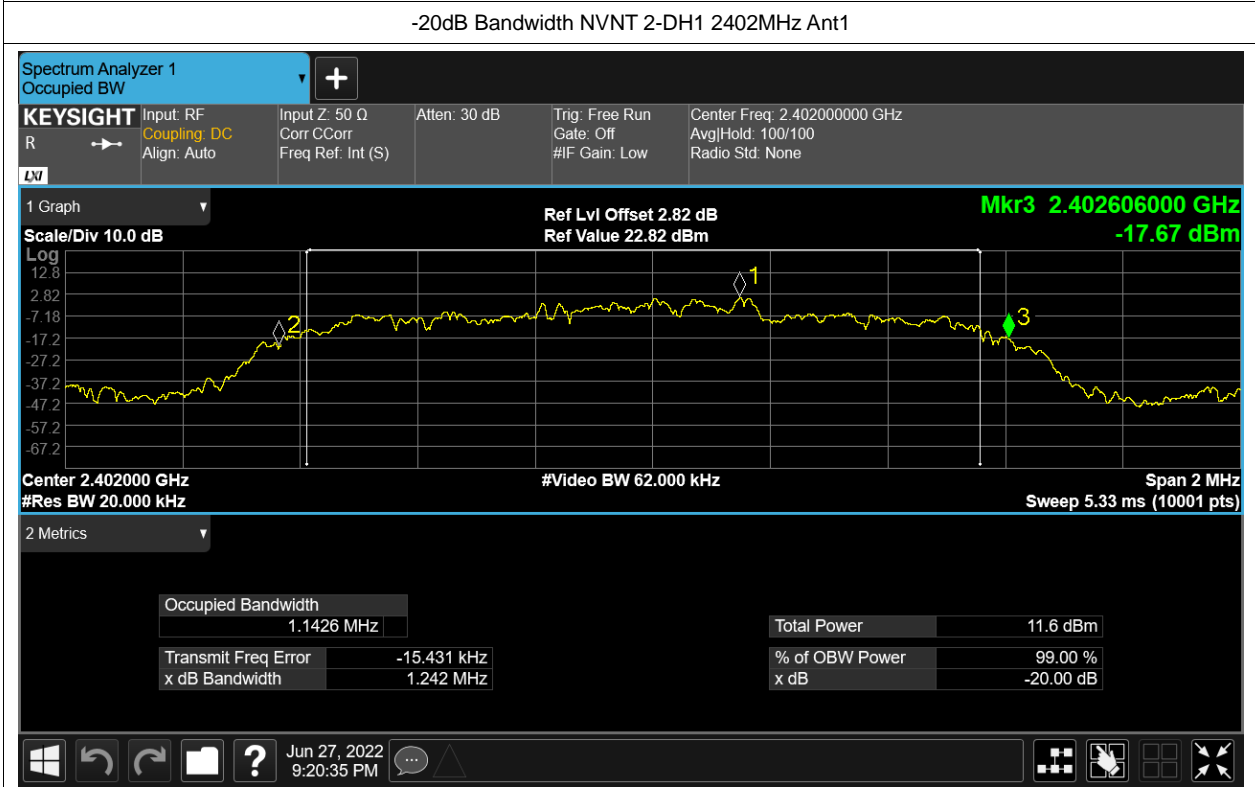 -20dB Bandwidth NVNT 2-DH1 2402MHz Ant1
Spectrum Analyzer 1
Occupied BW
KEYSIGHT
R
LXI
Input: RF
Coupling: DC
Align: Auto
Input Z: 50 Ω
Corr CCorr
Freq Ref: Int (S)
Atten: 30 dB
Trig: Free Run
Gate: Off
#IF Gain: Low
Center Freq: 2.402000000 GHz
Avg|Hold: 100/100
Radio Std: None
1 Graph
Scale/Div 10.0 dB
Ref Lvl Offset 2.82 dB
Ref Value 22.82 dBm
Mkr3 2.402606000 GHz
-17.67 dBm
Log
12.8
2.82
-7.18
-17.2
-27.2
-37.2
-47.2
-57.2
-67.2
1
2
3
Center 2.402000 GHz
#Video BW 62.000 kHz
Span 2 MHz
#Res BW 20.000 kHz
Sweep 5.33 ms (10001 pts)
2 Metrics
Occupied Bandwidth
1.1426 MHz
Transmit Freq Error -15.431 kHz
x dB Bandwidth 1.242 MHz
Total Power 11.6 dBm
% of OBW Power 99.00 %
x dB -20.00 dB
?
Jun 27, 2022
9:20:35 PM